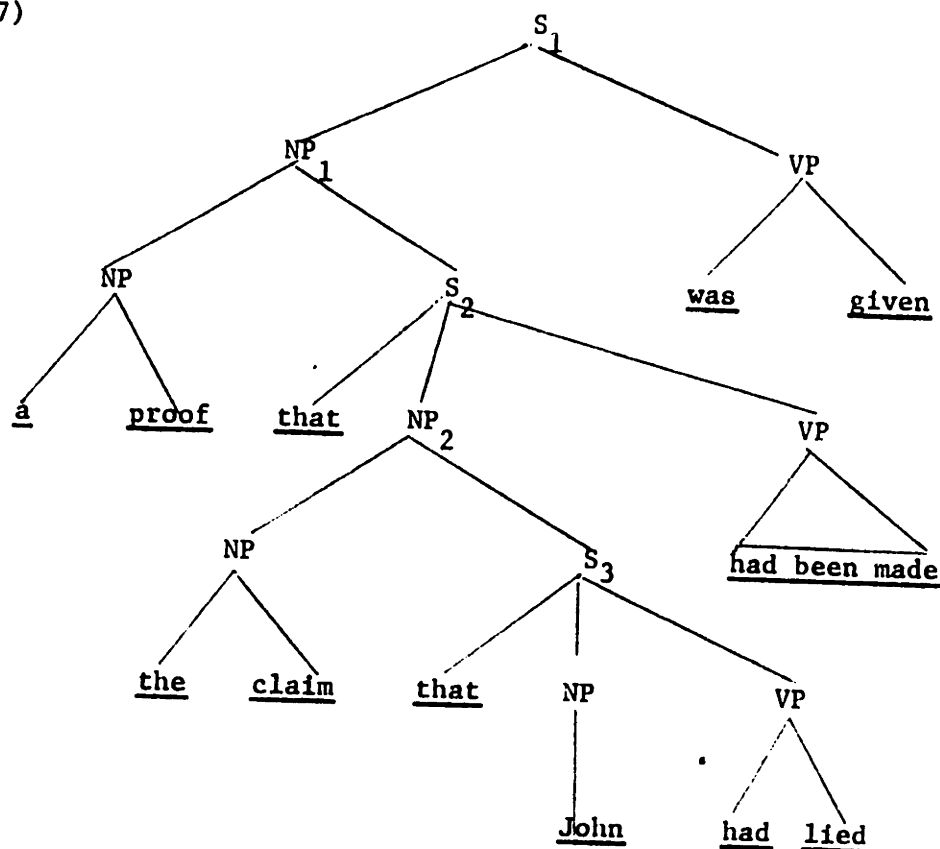 7)
S1
NP1 VP
NP S2 was given
a proof that NP2 VP
NP S3 had been made
the claim that NP VP
John had lied